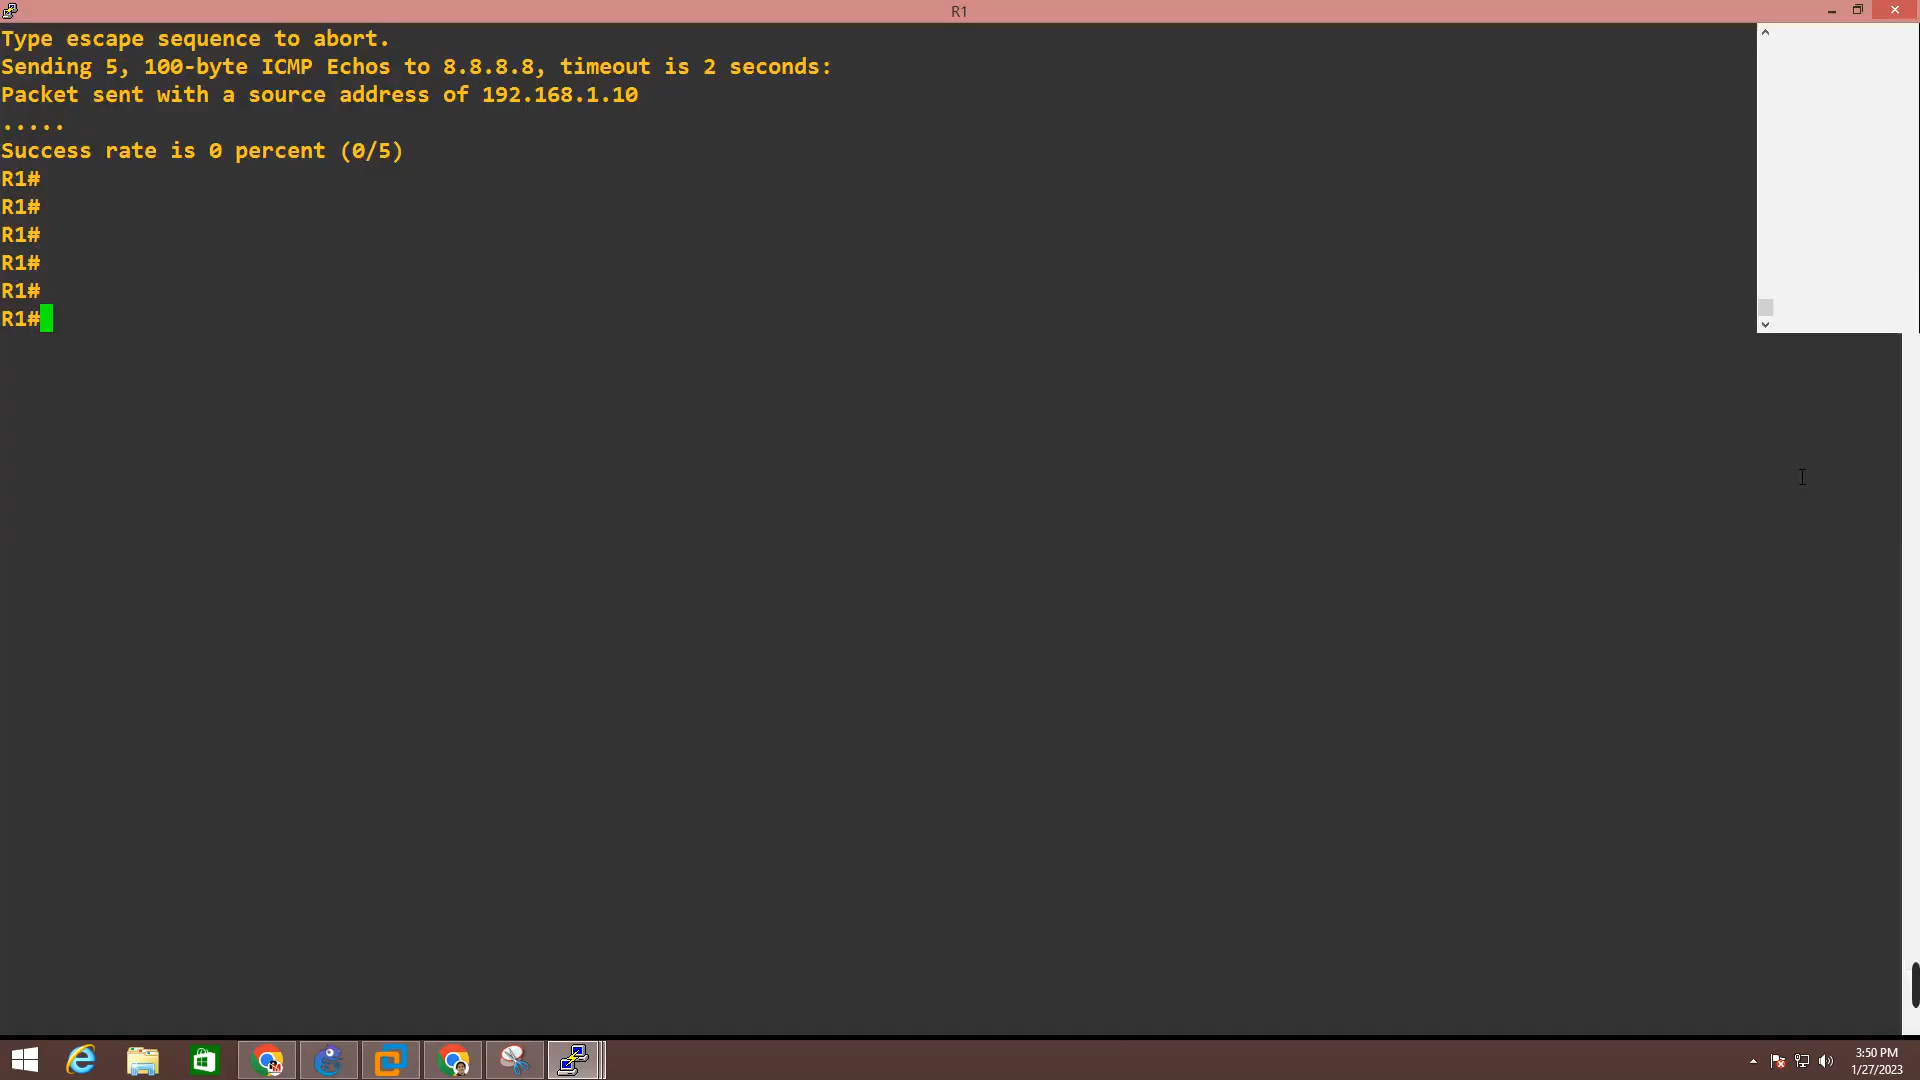 R1
Type escape sequence to abort.
Sending 5, 100-byte ICMP Echos to 8.8.8.8, timeout is 2 seconds:
Packet sent with a source address of 192.168.1.10
.....
Success rate is 0 percent (0/5)
R1#
R1#
R1#
R1#
R1#
R1#
3:50 PM
1/27/2023